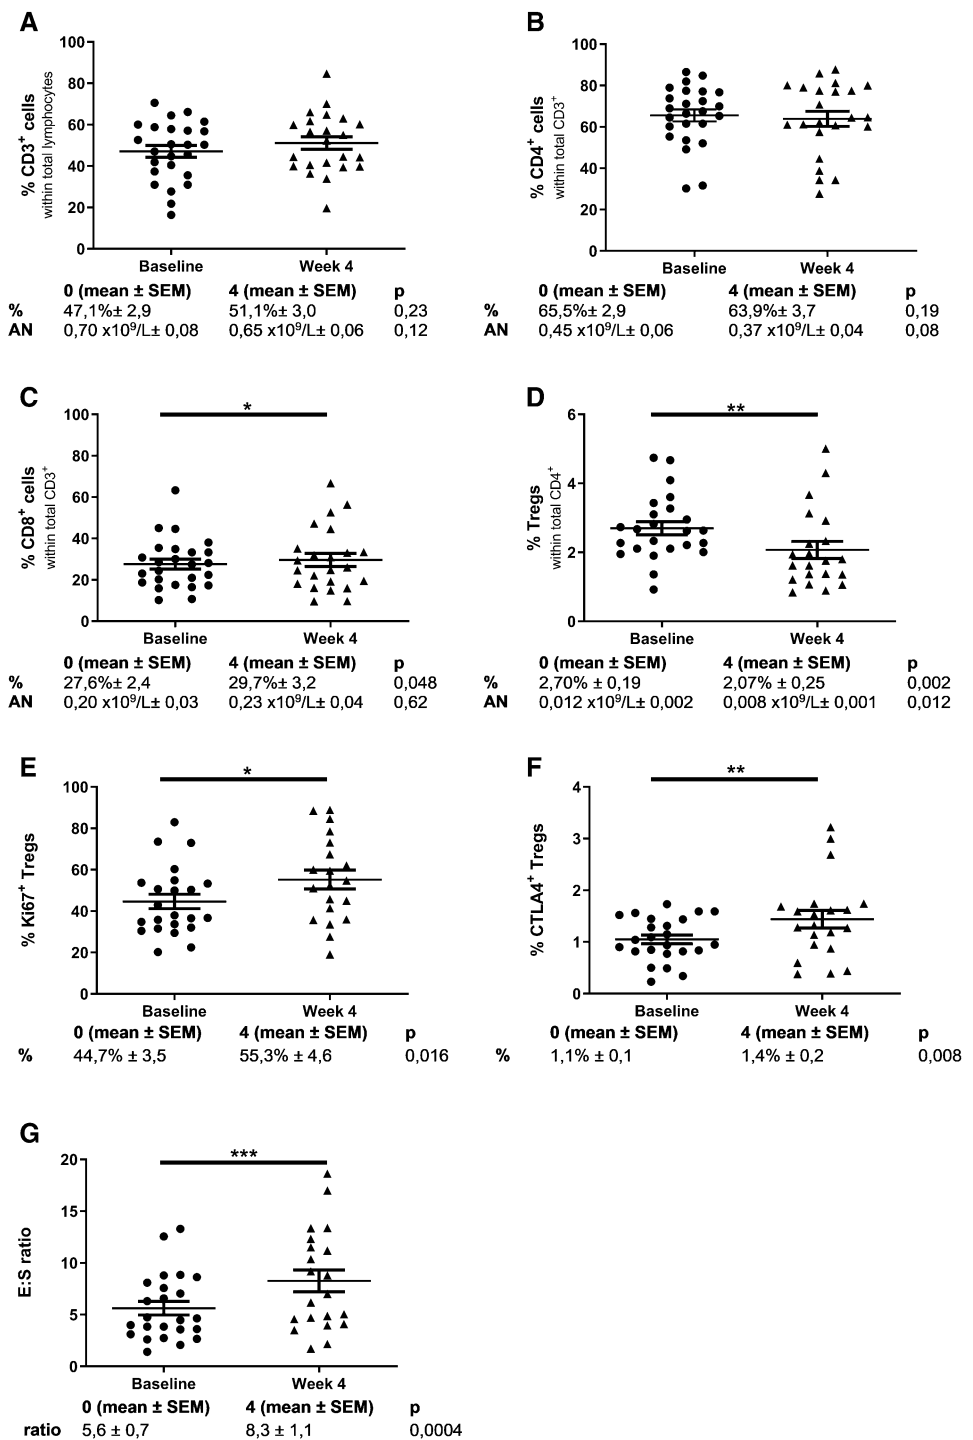 A
100
80
60
40
20
0
% CD3+ cells
within total lymphocytes
Baseline
Week 4
0 (mean ± SEM) 4 (mean ± SEM) p
% 47,1%± 2,9 51,1%± 3,0 0,23
AN 0,70 x10⁹/L± 0,08 0,65 x10⁹/L± 0,06 0,12
B
100
80
60
40
20
0
% CD4+ cells
within total CD3+
Baseline
Week 4
0 (mean ± SEM) 4 (mean ± SEM) p
% 65,5%± 2,9 63,9%± 3,7 0,19
AN 0,45 x10⁹/L± 0,06 0,37 x10⁹/L± 0,04 0,08
C
*
100
80
60
40
20
0
% CD8+ cells
within total CD3+
Baseline
Week 4
0 (mean ± SEM) 4 (mean ± SEM) p
% 27,6%± 2,4 29,7%± 3,2 0,048
AN 0,20 x10⁹/L± 0,03 0,23 x10⁹/L± 0,04 0,62
D
**
6
4
2
0
% Tregs
within total CD4+
Baseline
Week 4
0 (mean ± SEM) 4 (mean ± SEM) p
% 2,70% ± 0,19 2,07% ± 0,25 0,002
AN 0,012 x10⁹/L± 0,002 0,008 x10⁹/L± 0,001 0,012
E
*
100
80
60
40
20
0
% Ki67+ Tregs
Baseline
Week 4
0 (mean ± SEM) 4 (mean ± SEM) p
% 44,7% ± 3,5 55,3% ± 4,6 0,016
F
**
4
3
2
1
0
% CTLA4+ Tregs
Baseline
Week 4
0 (mean ± SEM) 4 (mean ± SEM) p
% 1,1% ± 0,1 1,4% ± 0,2 0,008
G
***
20
15
10
5
0
E:S ratio
Baseline
Week 4
0 (mean ± SEM) 4 (mean ± SEM) p
ratio 5,6 ± 0,7 8,3 ± 1,1 0,0004